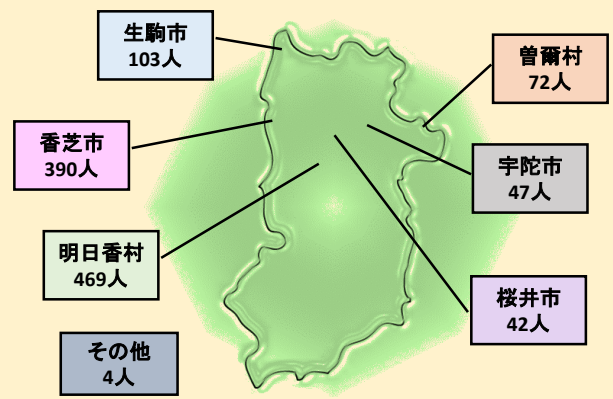 生駒市
103人
曽爾村
72人
香芝市
390人
宇陀市
47人
明日香村
469人
桜井市
42人
その他
4人